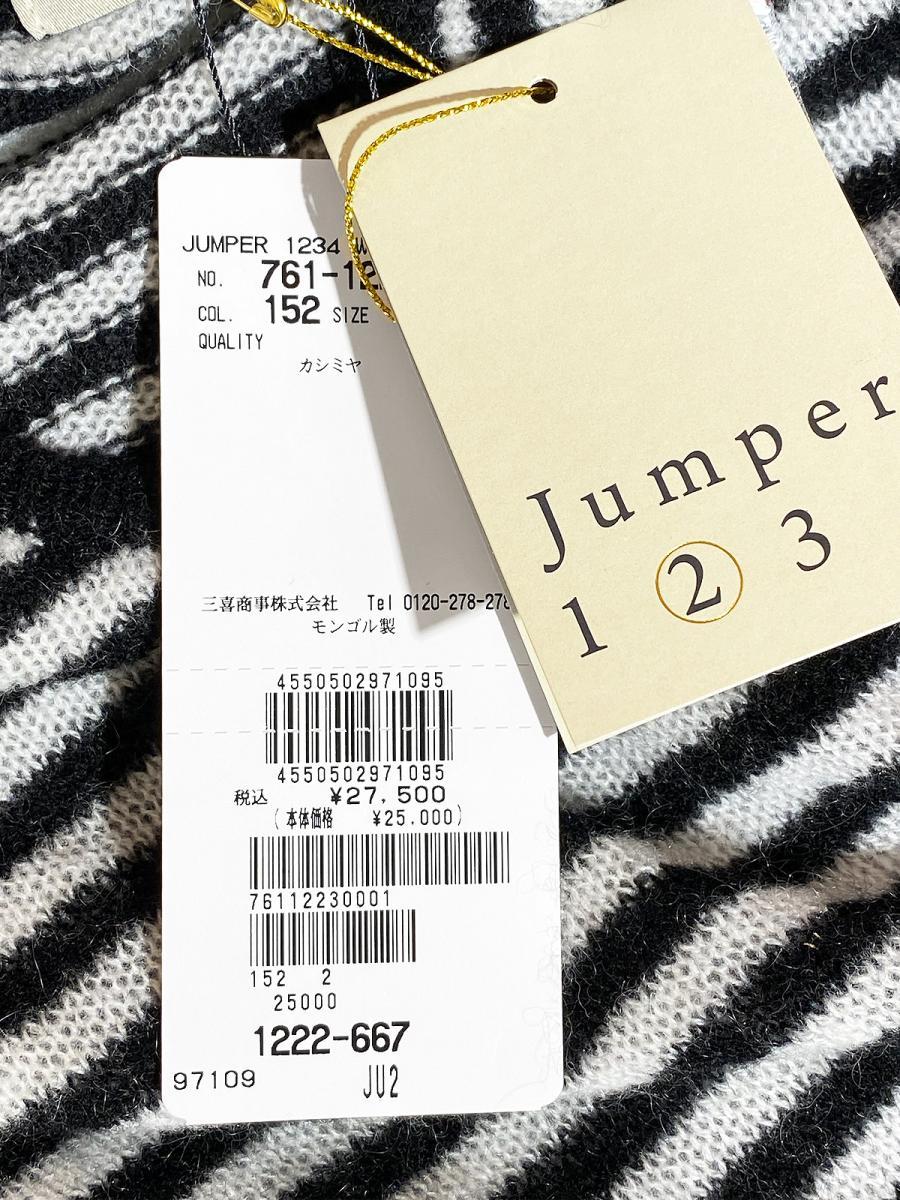 JUMPER 1234 W
NO. 761-12
COL. 152 SIZE
QUALITY
カシミヤ
三喜商事株式会社 Tel 0120-278-278
モンゴル製
4550502971095
4550502971095
税込 ¥27,500
(本体価格 ¥25.000)
76112230001
152 2
25000
1222-667
97109 JU2
Jumper
1 2 3